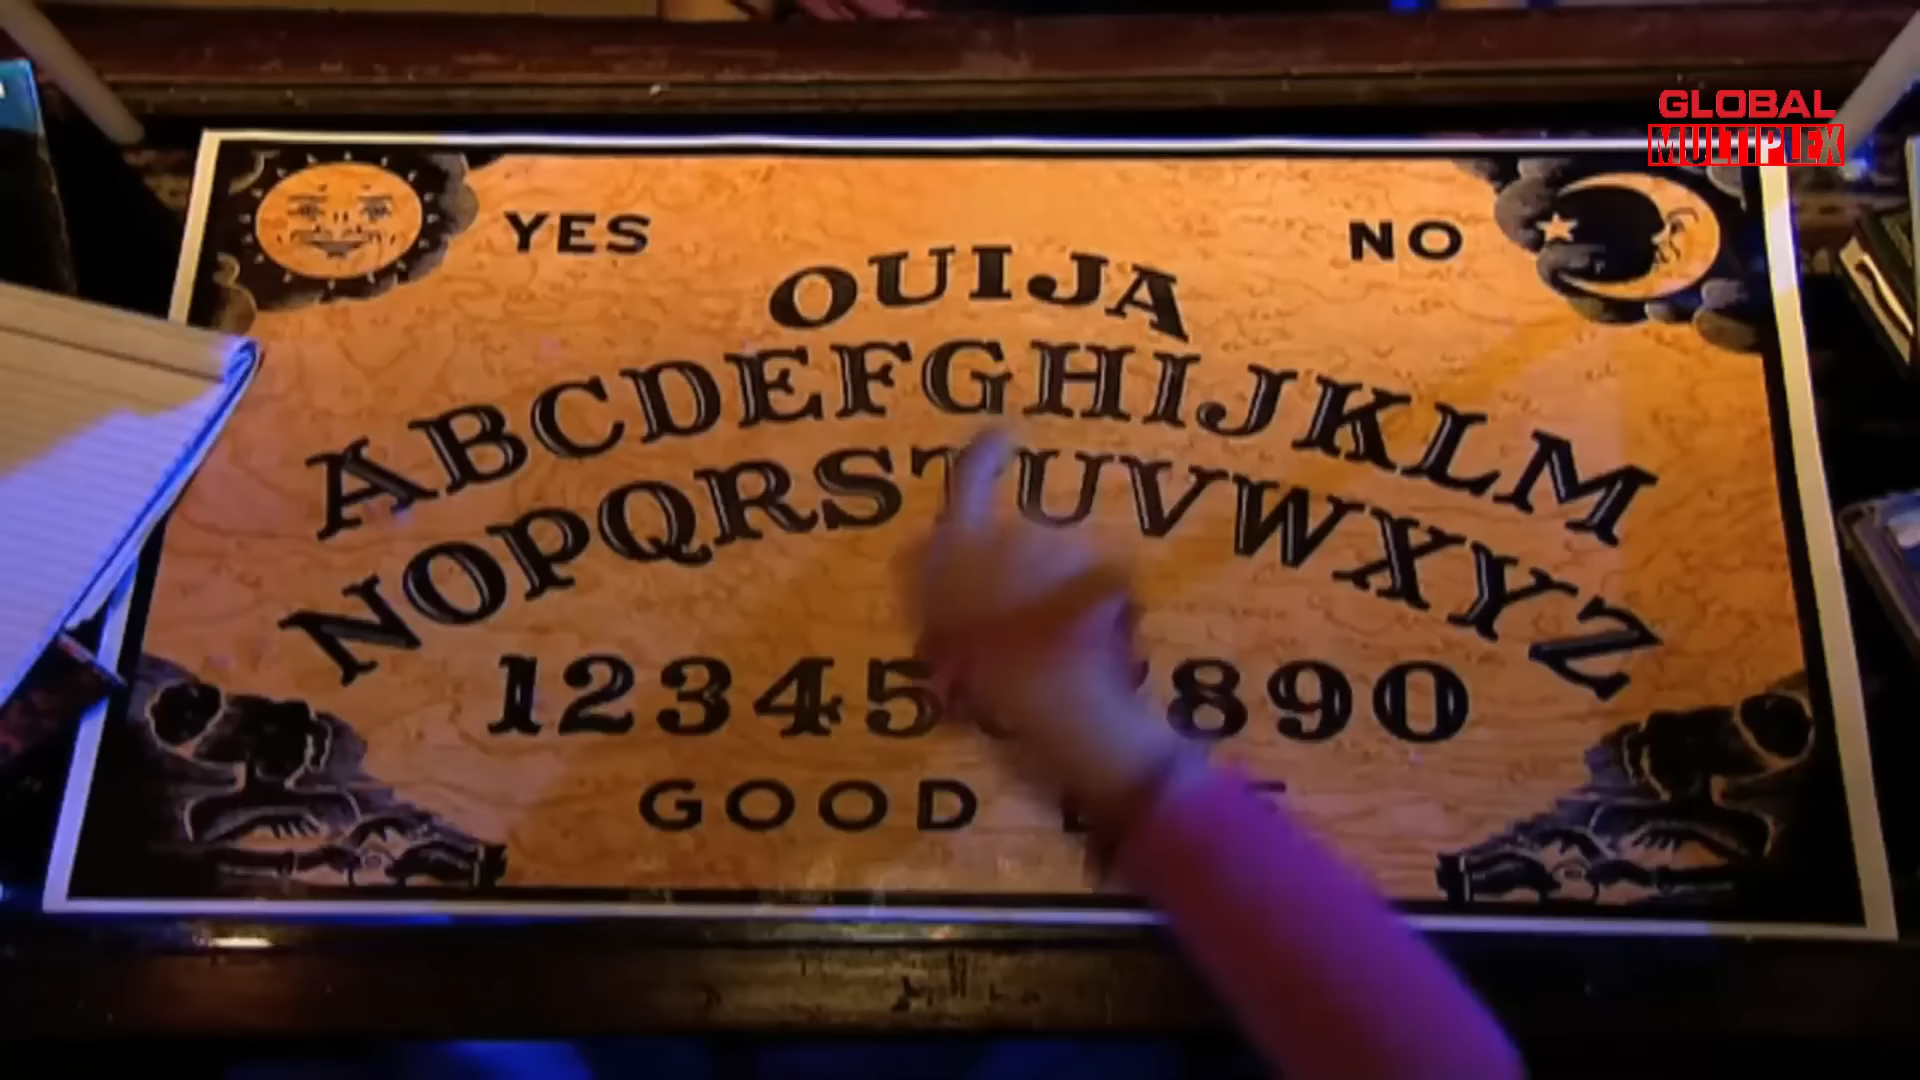 GLOBAL
MULTIPLEX
YES
NO
OUIJA
ABCDEFGHIJKLM
NOPQRSTUVWXYZ
12345 890
GOOD